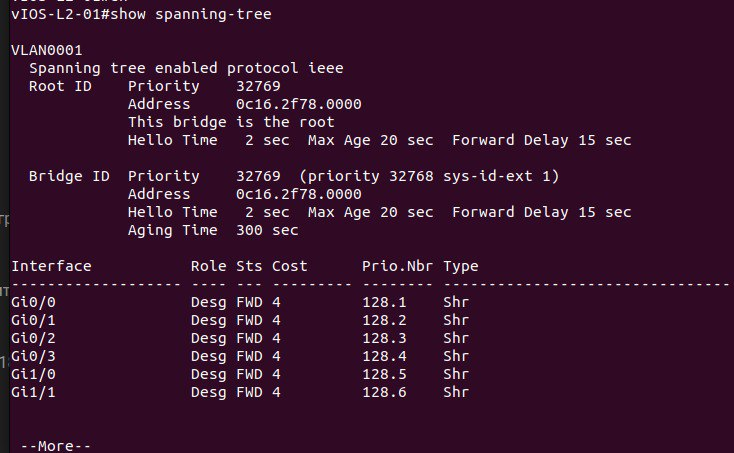 vIOS-L2-01#show spanning-tree
VLAN0001
Spanning tree enabled protocol ieee
Root ID Priority 32769
Address 0c16.2f78.0000
This bridge is the root
Hello Time 2 sec Max Age 20 sec Forward Delay 15 sec
Bridge ID Priority 32769 (priority 32768 sys-id-ext 1)
Address 0c16.2f78.0000
Hello Time 2 sec Max Age 20 sec Forward Delay 15 sec
Aging Time 300 sec
Interface Role Sts Cost Prio.Nbr Type
------------------- ---- --- --------- -------- --------------------------------
Gi0/0 Desg FWD 4 128.1 Shr
Gi0/1 Desg FWD 4 128.2 Shr
Gi0/2 Desg FWD 4 128.3 Shr
Gi0/3 Desg FWD 4 128.4 Shr
Gi1/0 Desg FWD 4 128.5 Shr
Gi1/1 Desg FWD 4 128.6 Shr
--More--